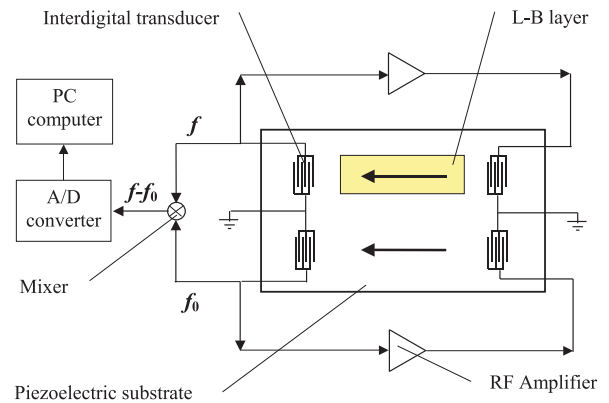 Interdigital transducer
L-B layer
PC
computer
f
A/D
converter
f-f₀
Mixer
f₀
RF Amplifier
Piezoelectric substrate